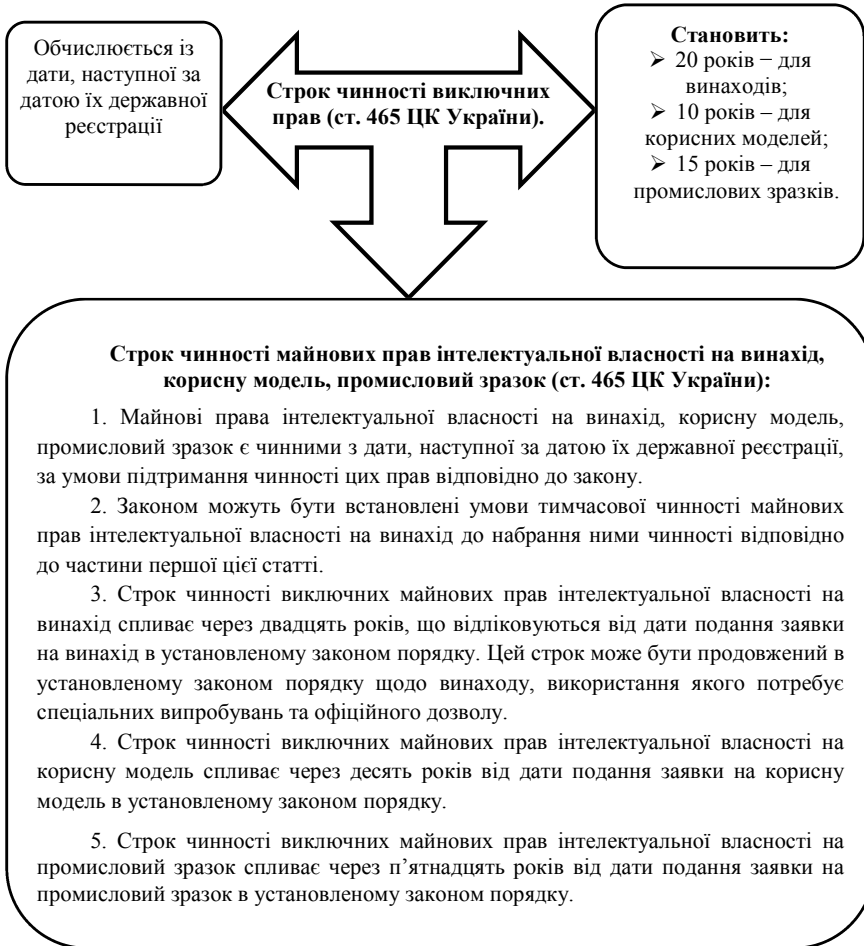 Обчислюється із
дати, наступної за
датою їх державної
реєстрації
Строк чинності виключних
прав (ст. 465 ЦК України).
Становить:
➢ 20 років − для
винаходів;
➢ 10 років – для
корисних моделей;
➢ 15 років – для
промислових зразків.
Строк чинності майнових прав інтелектуальної власності на винахід,
корисну модель, промисловий зразок (ст. 465 ЦК України):
1. Майнові права інтелектуальної власності на винахід, корисну модель,
промисловий зразок є чинними з дати, наступної за датою їх державної реєстрації,
за умови підтримання чинності цих прав відповідно до закону.
2. Законом можуть бути встановлені умови тимчасової чинності майнових
прав інтелектуальної власності на винахід до набрання ними чинності відповідно
до частини першої цієї статті.
3. Строк чинності виключних майнових прав інтелектуальної власності на
винахід спливає через двадцять років, що відліковуються від дати подання заявки
на винахід в установленому законом порядку. Цей строк може бути продовжений в
установленому законом порядку щодо винаходу, використання якого потребує
спеціальних випробувань та офіційного дозволу.
4. Строк чинності виключних майнових прав інтелектуальної власності на
корисну модель спливає через десять років від дати подання заявки на корисну
модель в установленому законом порядку.
5. Строк чинності виключних майнових прав інтелектуальної власності на
промисловий зразок спливає через п’ятнадцять років від дати подання заявки на
промисловий зразок в установленому законом порядку.